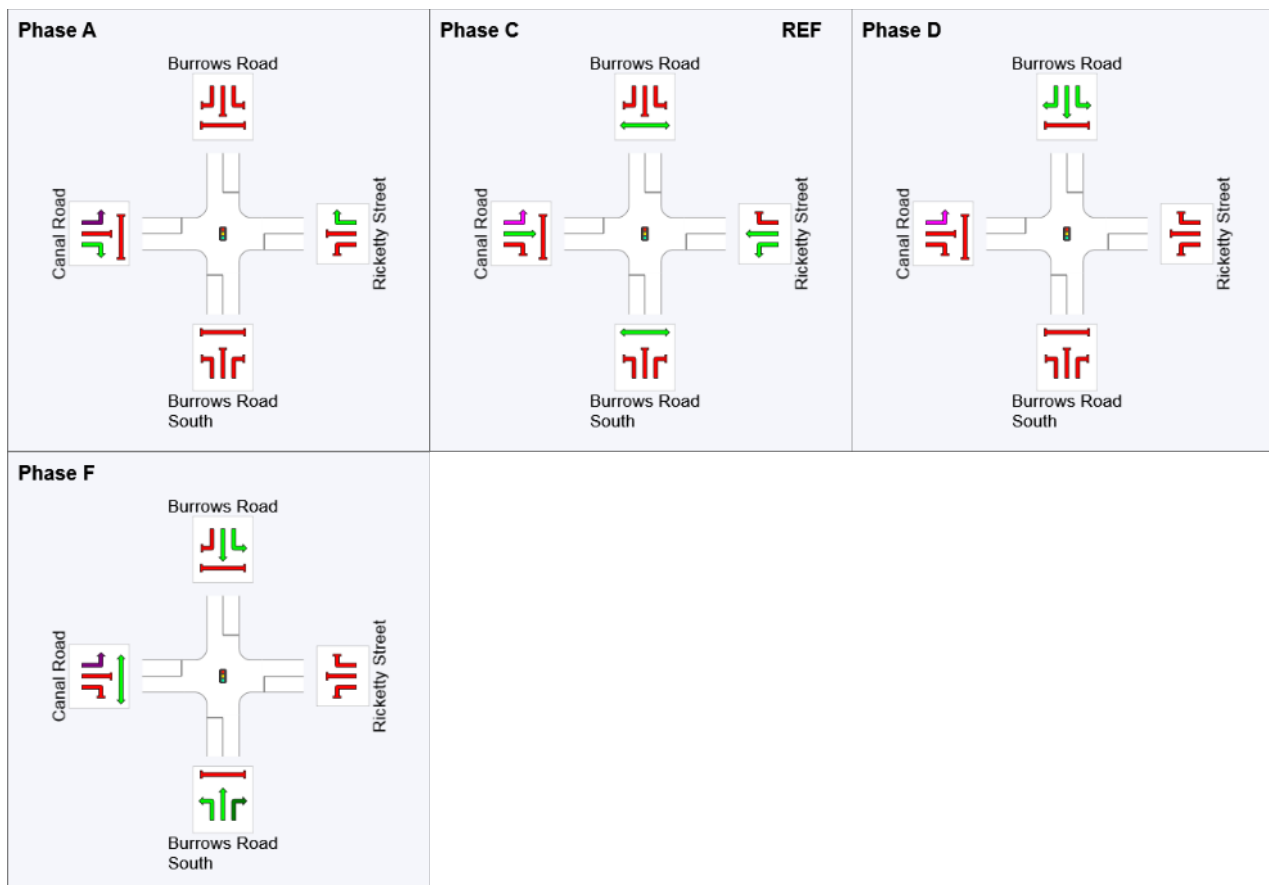 Phase A
Burrows Road
Canal Road
Ricketty Street
Burrows Road
South
Phase C
REF
Burrows Road
Canal Road
Ricketty Street
Burrows Road
South
Phase D
Burrows Road
Canal Road
Ricketty Street
Burrows Road
South
Phase F
Burrows Road
Canal Road
Ricketty Street
Burrows Road
South